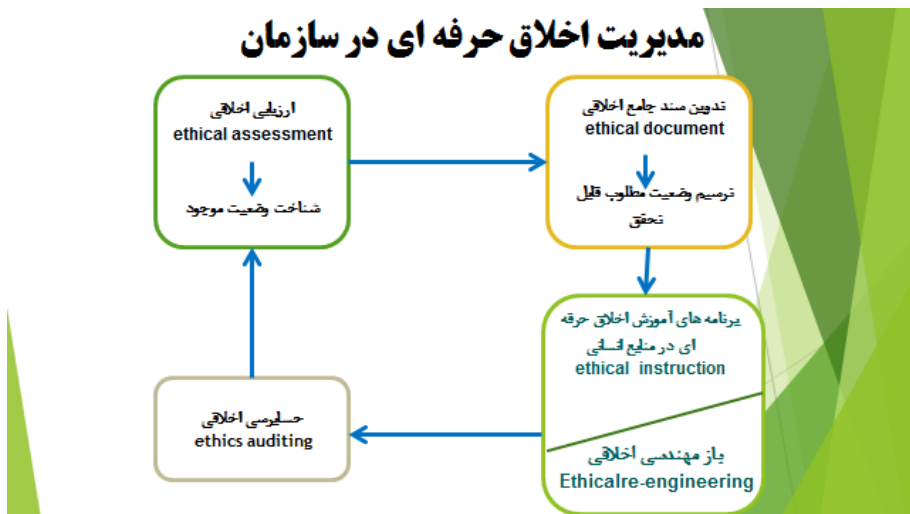 مدیریت اخلاق حرفه ای در سازمان
ارزیابی اخلاقی
ethical assessment
شناخت وضعیت موجود
تدوین سند جامع اخلاقی
ethical document
ترسیم وضعیت مطلوب قابل
تحقق
برنامه های آموزش اخلاق حرفه
ای در منابع انسانی
ethical instruction
باز مهندسی اخلاقی
Ethicalre-engineering
حسابرسی اخلاقی
ethics auditing